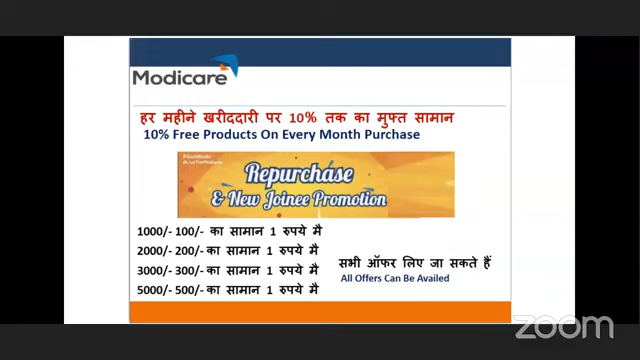 Modicare
हर महीने खरीददारी पर 10% तक का मुफ्त सामान
10% Free Products On Every Month Purchase
Repurchase
& New Joinee Promotion
1000/- 100/- का सामान 1 रुपये मै
2000/- 200/- का सामान 1 रुपये मै
3000/- 300/- का सामान 1 रुपये मै
5000/- 500/- का सामान 1 रुपये मै
सभी ऑफर लिए जा सकते हैं
All Offers Can Be Availed
zoom